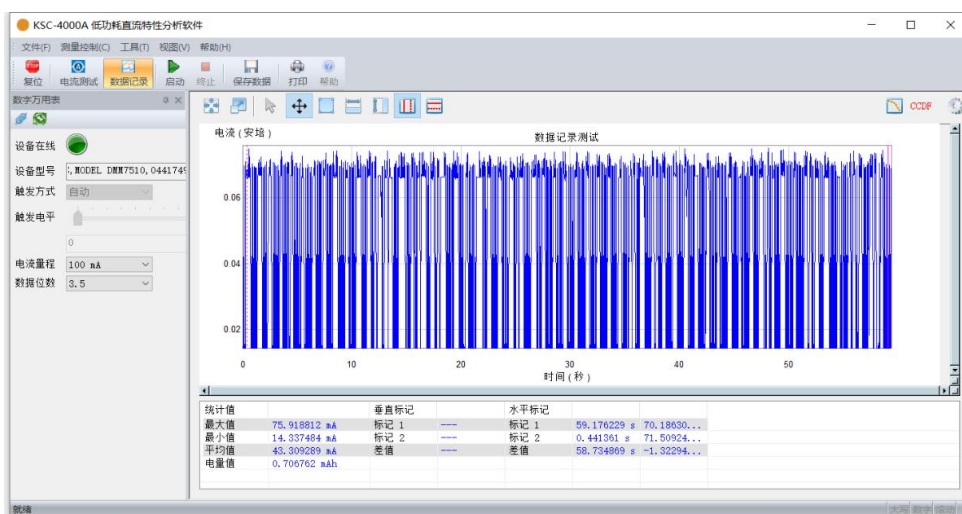 KSC-4000A 低功耗直流特性分析软件
文件(F) 测量控制(C) 工具(T) 视图(V) 帮助(H)
复位 电流测试 数据记录 启动 终止 保存数据 打印 帮助
数字万用表
CCDF
设备在线
设备型号 :,MODEL DMM7510,0441749
触发方式 自动
触发电平
0
电流量程 100 mA
数据位数 3.5
电流(安培)
数据记录测试
0.06
0.04
0.02
0 10 20 30 40 50
时间(秒)
统计值 垂直标记 水平标记
最大值 75.918812 mA 标记 1 --- 标记 1 59.176229 s 70.18630...
最小值 14.337484 mA 标记 2 --- 标记 2 0.441361 s 71.50924...
平均值 43.309289 mA 差值 --- 差值 58.734869 s -1.32294...
电量值 0.706762 mAh
就绪
大写 数字 滚动